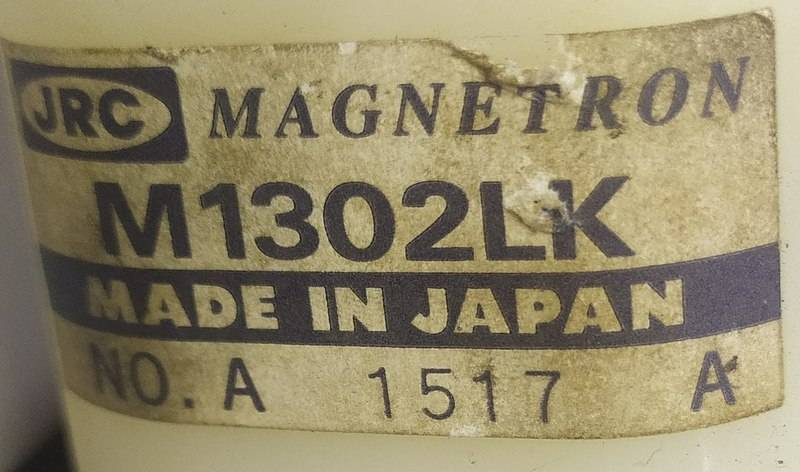 JRC MAGNETRON
M1302LK
MADE IN JAPAN
NO. A 1517 A